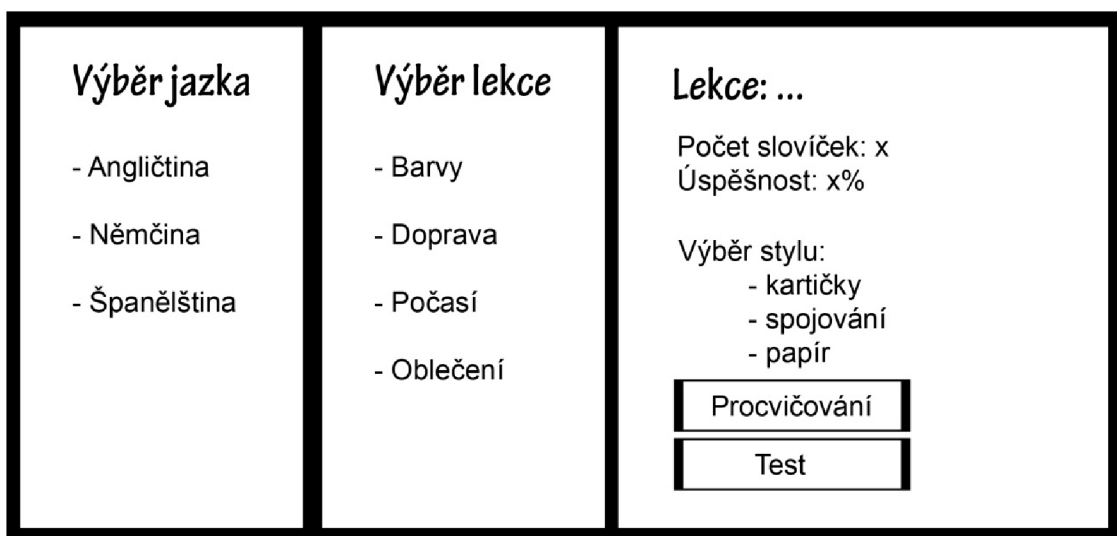 Výběr jazka
- Angličtina
- Němčina
- Španělština
Výběr lekce
- Barvy
- Doprava
- Počasí
- Oblečení
Lekce: ...
Počet slovíček: x
Úspěšnost: x%
Výběr stylu:
- kartičky
- spojování
- papír
Procvičování
Test